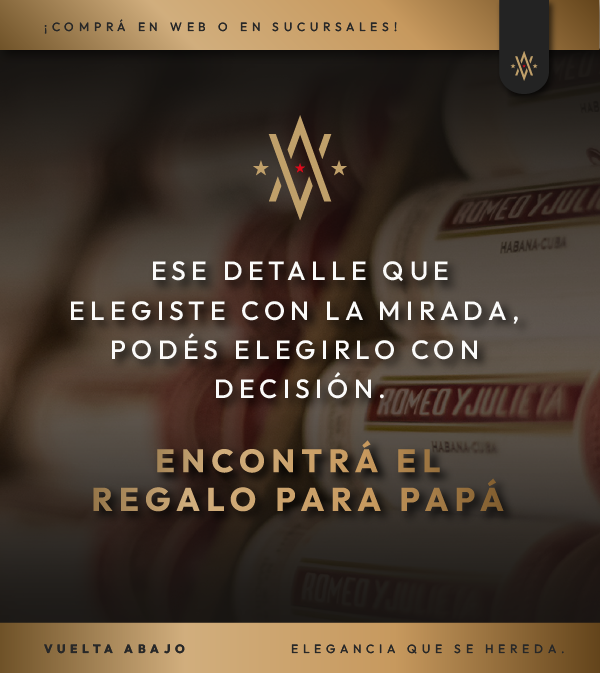 ¡COMPRÁ EN WEB O EN SUCURSALES!
ROMEO Y JULIE
HABANA-CUBA
ESE DETALLE QUE
ELEGISTE CON LA MIRADA,
PODÉS ELEGIRLO CON
DECISIÓN.
ROMEO Y JULIETA
HABANA-CUBA
ENCONTRÁ EL
REGALO PARA PAPÁ
ROMEO Y JULIETA
VUELTA ABAJO
ELEGANCIA QUE SE HEREDA.